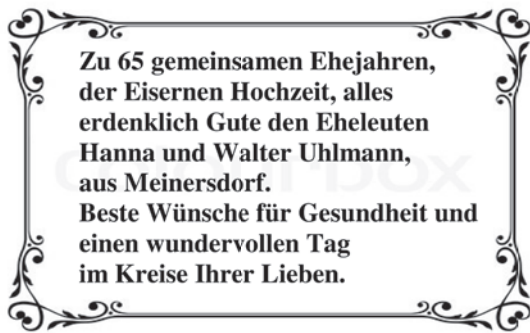 Zu 65 gemeinsamen Ehejahren,
der Eisernen Hochzeit, alles
erdenklich Gute den Eheleuten
Hanna und Walter Uhlmann,
aus Meinersdorf.
Beste Wünsche für Gesundheit und
einen wundervollen Tag
im Kreise Ihrer Lieben.